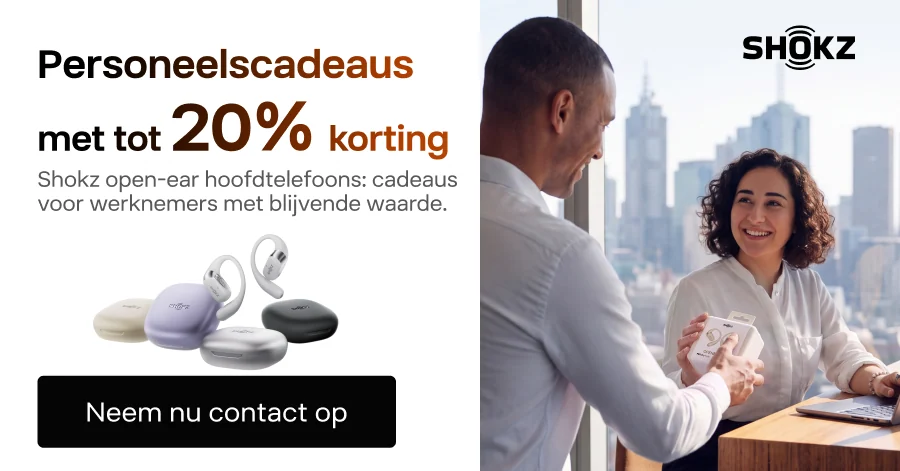 Personeelscadeaus
met tot 20% korting
Shokz open-ear hoofdtelefoons: cadeaus
voor werknemers met blijvende waarde.
Neem nu contact op
SHOKZ
SHOKZ